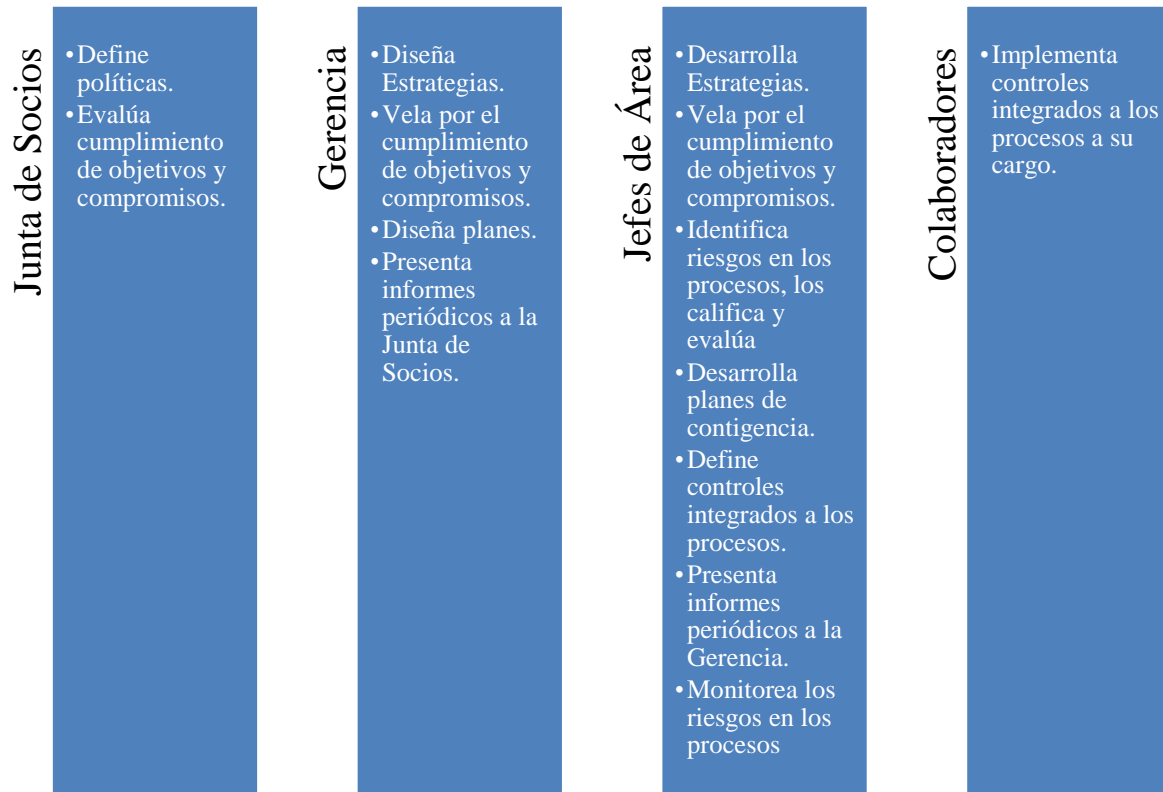 Junta de Socios
•Define
políticas.
•Evalúa
cumplimiento
de objetivos y
compromisos.
Gerencia
•Diseña
Estrategias.
•Vela por el
cumplimiento
de objetivos y
compromisos.
•Diseña planes.
•Presenta
informes
periódicos a la
Junta de
Socios.
Jefes de Área
•Desarrolla
Estrategias.
•Vela por el
cumplimiento
de objetivos y
compromisos.
•Identifica
riesgos en los
procesos, los
califica y
evalúa
•Desarrolla
planes de
contigencia.
•Define
controles
integrados a los
procesos.
•Presenta
informes
periódicos a la
Gerencia.
•Monitorea los
riesgos en los
procesos
Colaboradores
•Implementa
controles
integrados a los
procesos a su
cargo.